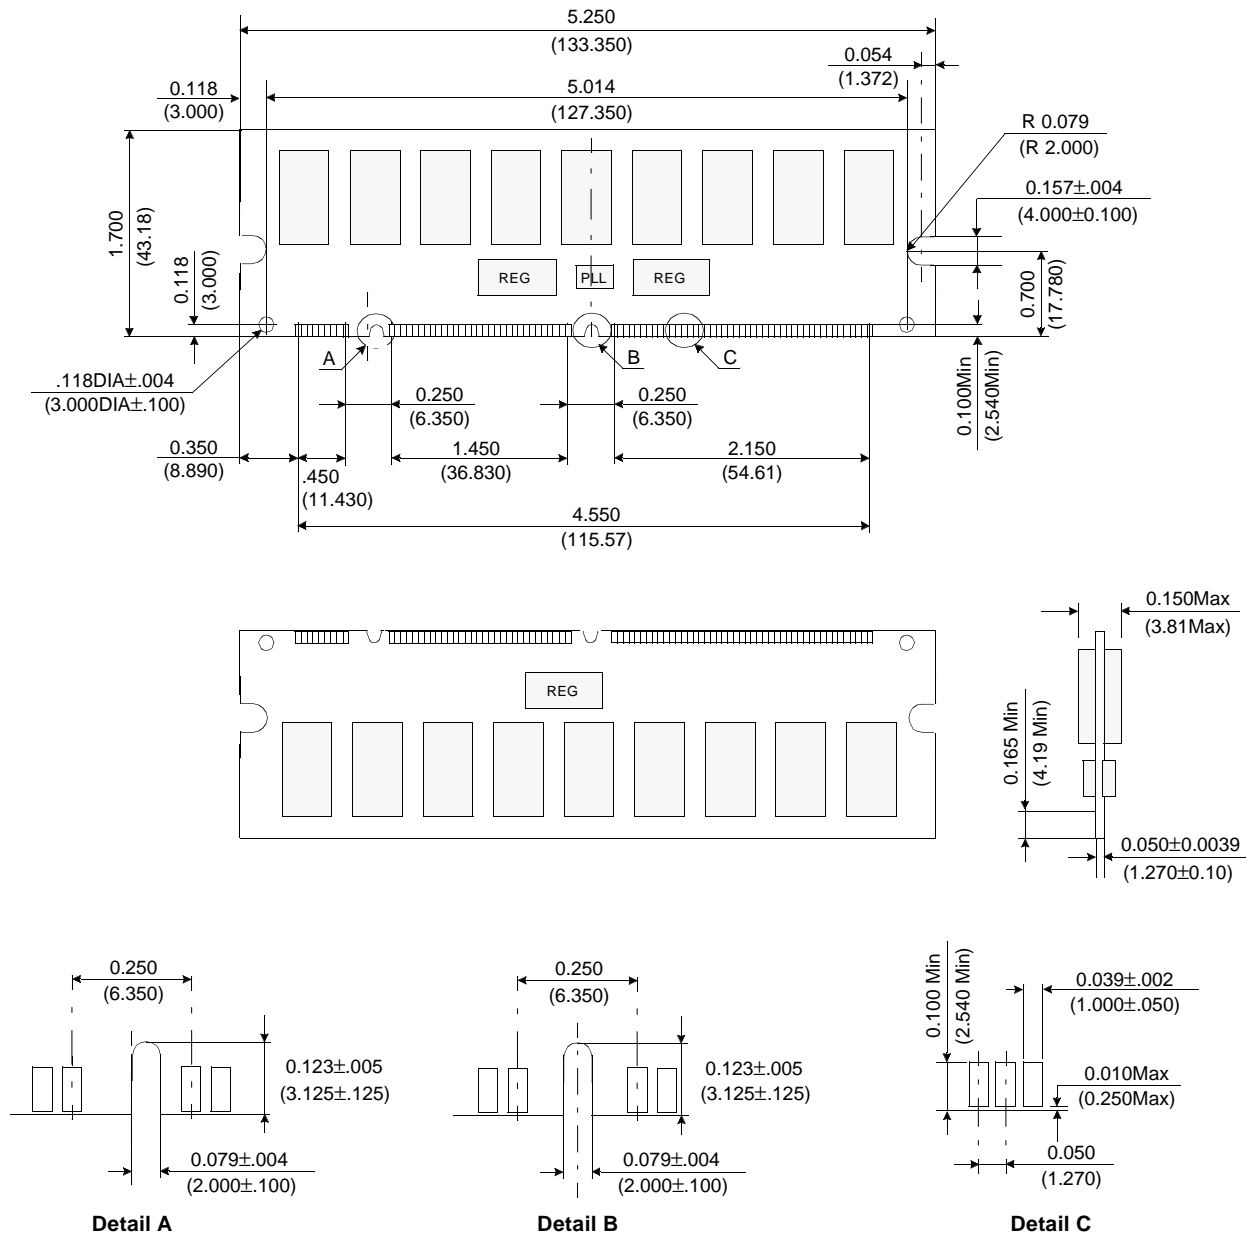 5.250
(133.350)
0.054
(1.372)
0.118
(3.000)
5.014
(127.350)
R 0.079
(R 2.000)
0.157±.004
(4.000±0.100)
1.700
(43.18)
0.118
(3.000)
REG
PLL
REG
0.700
(17.780)
A
B
C
0.100Min
(2.540Min)
.118DIA±.004
(3.000DIA±.100)
0.250
(6.350)
0.250
(6.350)
0.350
(8.890)
.450
(11.430)
1.450
(36.830)
2.150
(54.61)
4.550
(115.57)
0.150Max
(3.81Max)
REG
0.165 Min
(4.19 Min)
0.050±0.0039
(1.270±0.10)
0.250
(6.350)
0.123±.005
(3.125±.125)
0.079±.004
(2.000±.100)
Detail A
0.250
(6.350)
0.123±.005
(3.125±.125)
0.079±.004
(2.000±.100)
Detail B
0.100 Min
(2.540 Min)
0.039±.002
(1.000±.050)
0.010Max
(0.250Max)
0.050
(1.270)
Detail C